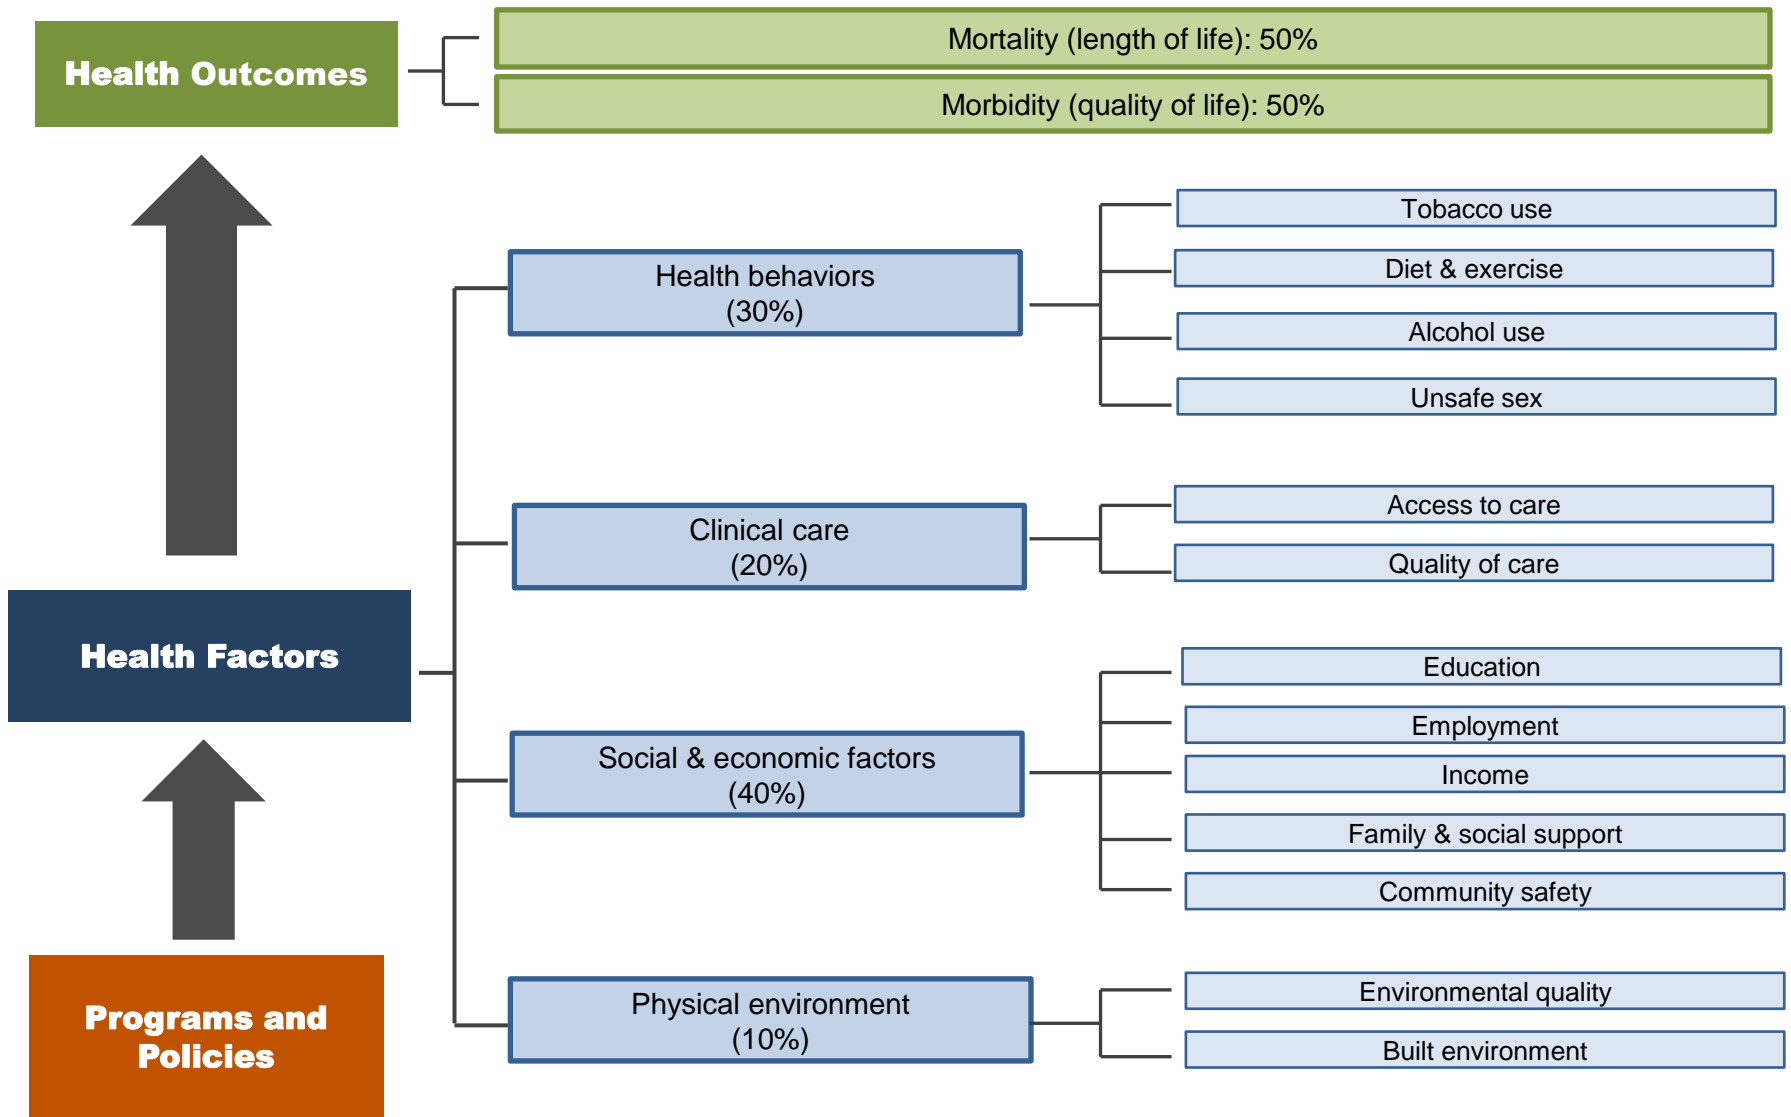 Health Outcomes
Mortality (length of life): 50%
Morbidity (quality of life): 50%
Health behaviors
(30%)
Tobacco use
Diet & exercise
Alcohol use
Unsafe sex
Clinical care
(20%)
Access to care
Quality of care
Health Factors
Social & economic factors
(40%)
Education
Employment
Income
Family & social support
Community safety
Programs and
Policies
Physical environment
(10%)
Environmental quality
Built environment